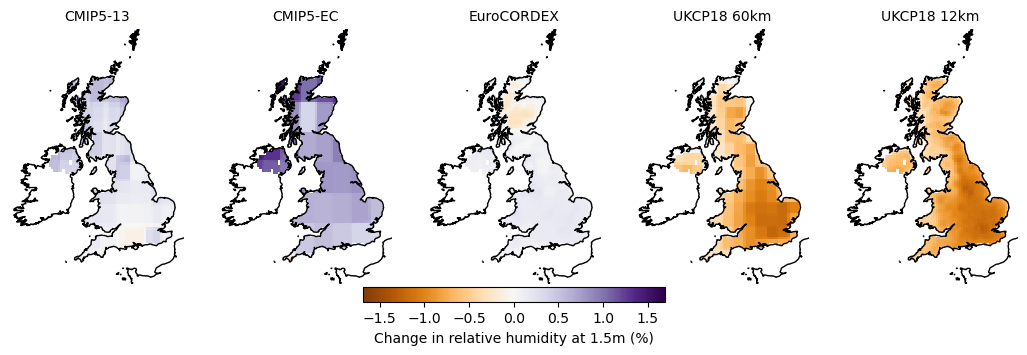 CMIP5-13 CMIP5-EC EuroCORDEX UKCP18 60km UKCP18 12km
−1.5 −1.0 −0.5 0.0 0.5 1.0 1.5
Change in relative humidity at 1.5m (%)